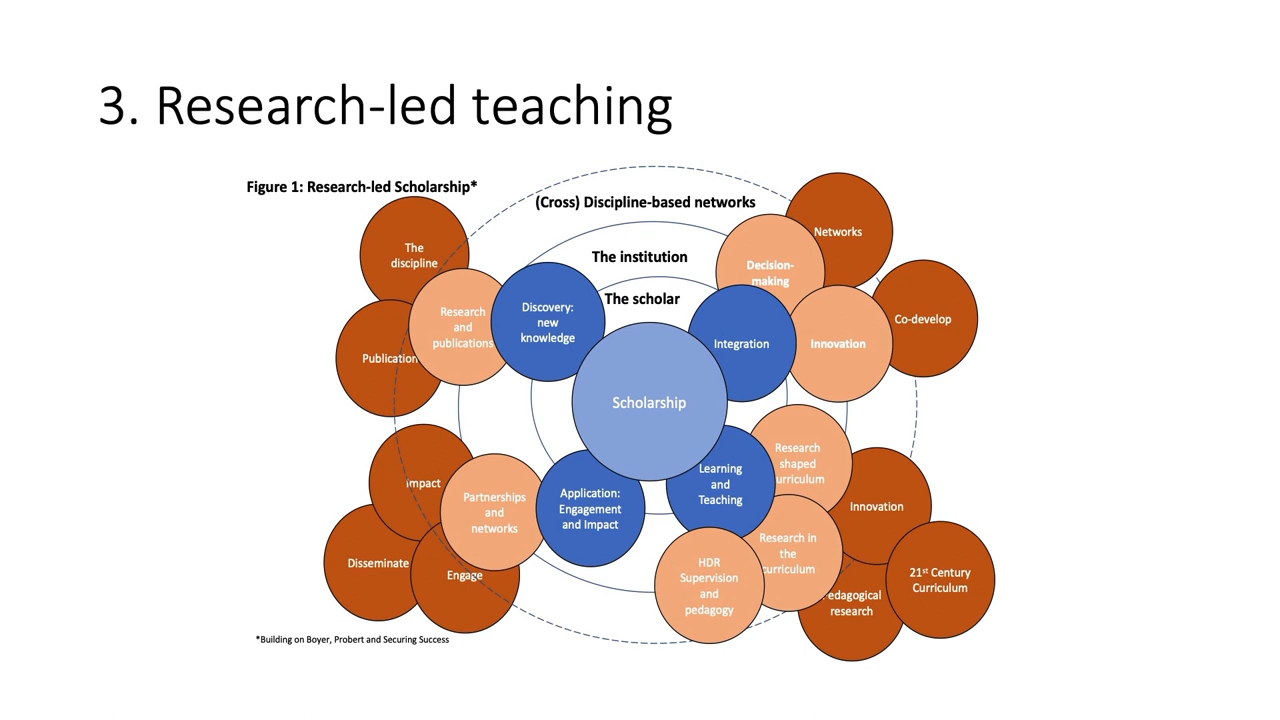 3. Research-led teaching
Figure 1: Research-led Scholarship*
(Cross) Discipline-based networks
The institution
The scholar
Scholarship
The
discipline
Publication
Research
and
publications
Discovery:
new
knowledge
Networks
Decision-
making
Integration
Innovation
Co-develop
Impact
Disseminate
Engage
Partnerships
and
networks
Application:
Engagement
and Impact
Learning
and
Teaching
Research
shaped
urriculum
Research in
the
curriculum
HDR
Supervision
and
pedagogy
Innovation
edagogical
research
21st Century
Curriculum
*Building on Boyer, Probert and Securing Success